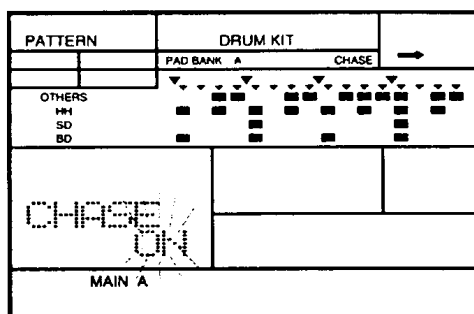 PATTERN DRUM KIT
PAD BANK A CHASE
OTHERS
HH
SD
BD
CHASE
ON
MAIN A